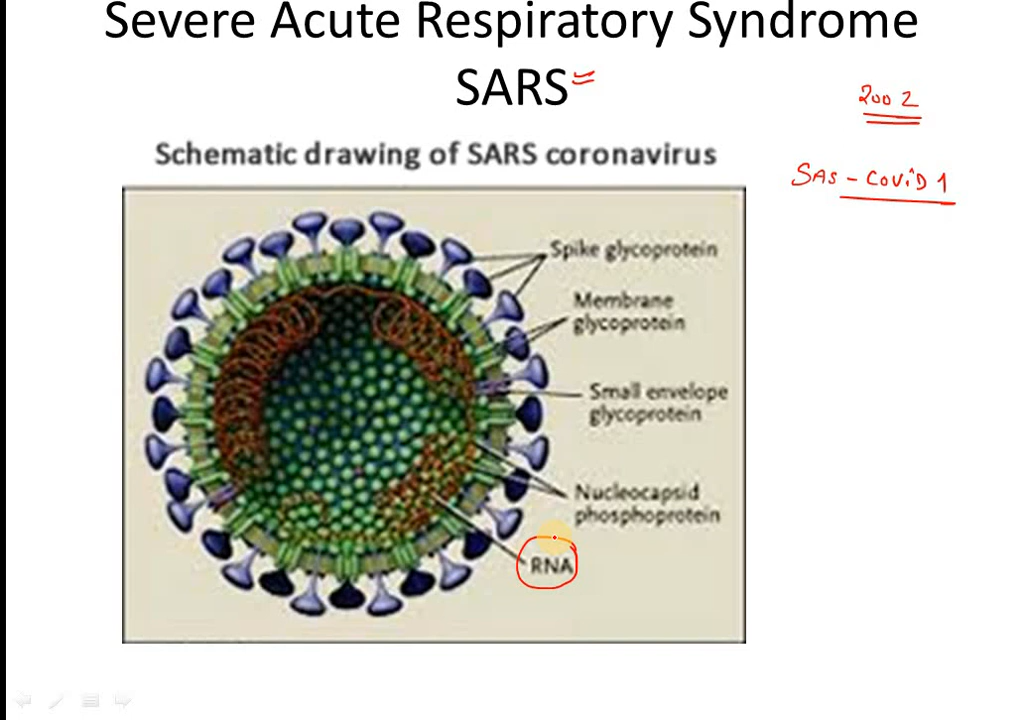 Severe Acute Respiratory Syndrome
SARS
2002
SAS - COViD 1
Schematic drawing of SARS coronavirus
Spike glycoprotein
Membrane
glycoprotein
Small envelope
glycoprotein
Nucleocapsid
phosphoprotein
RNA